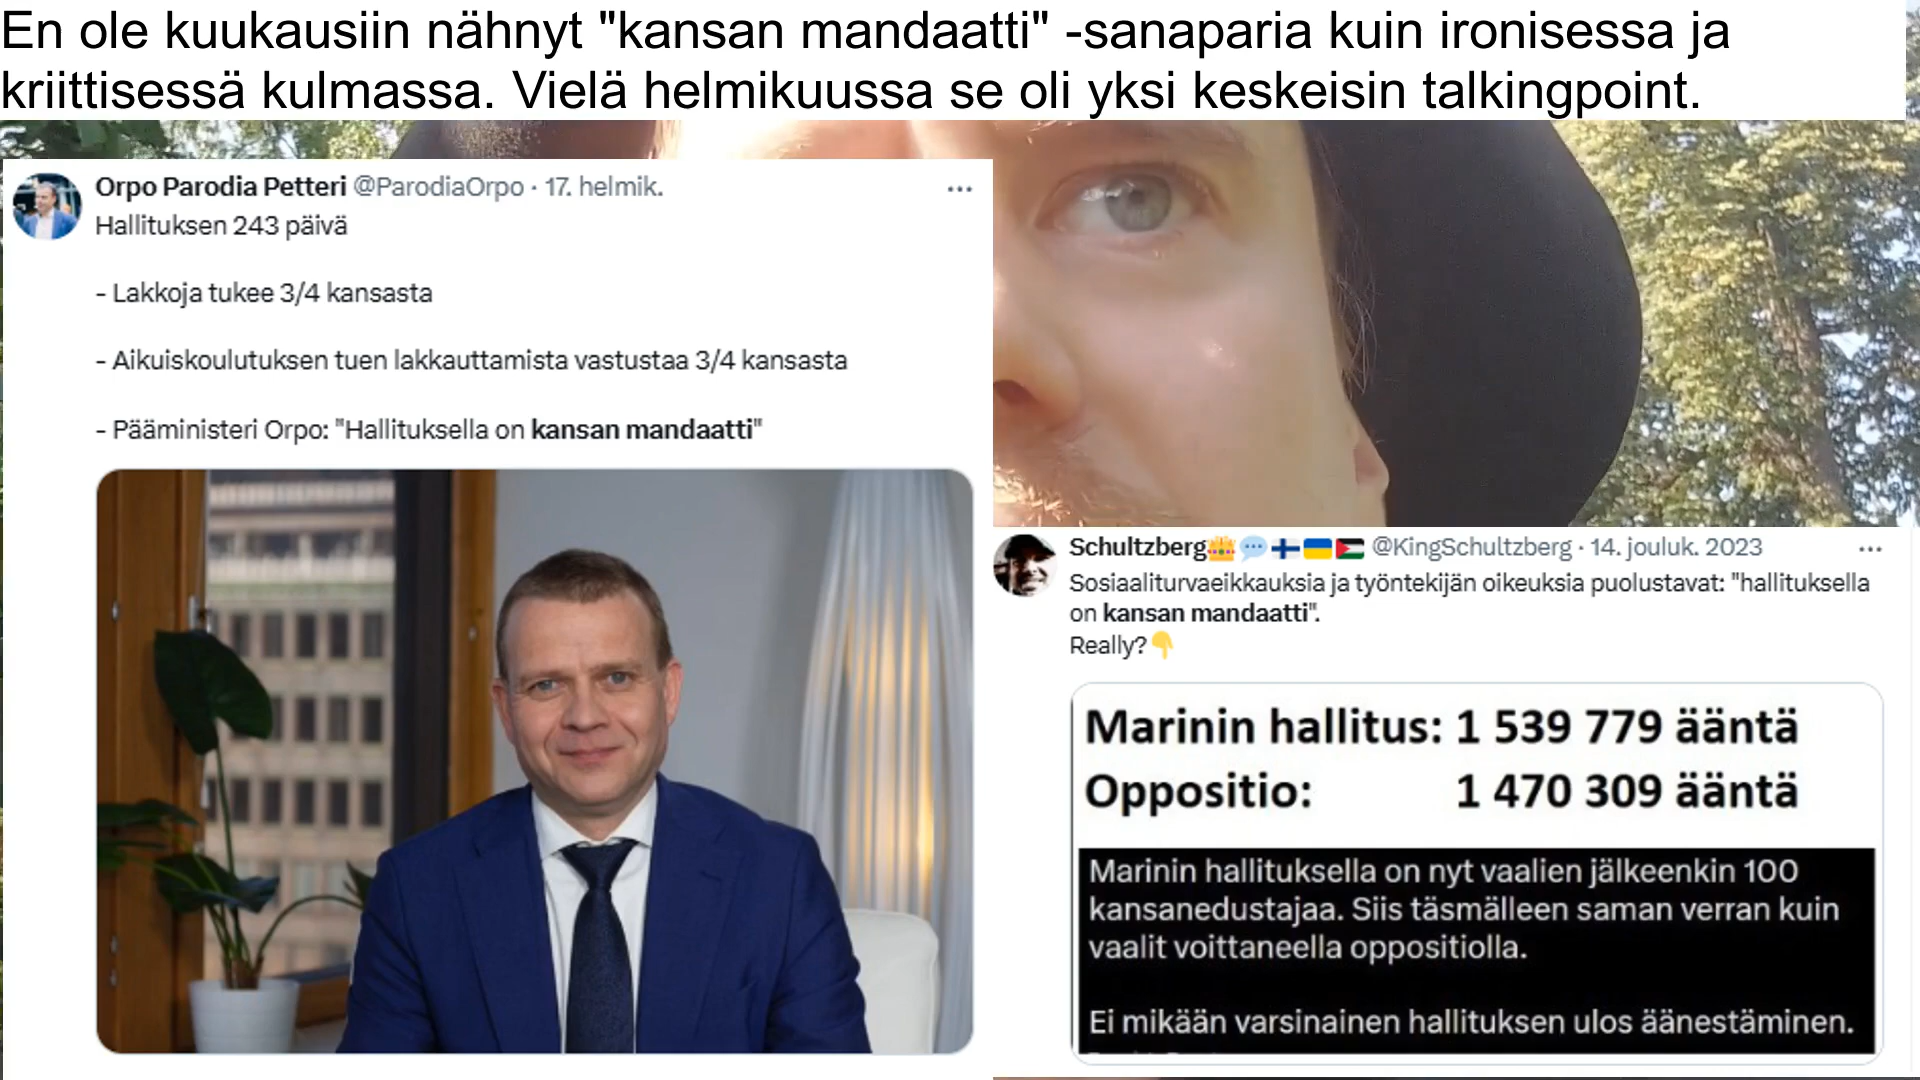 En ole kuukausiin nähnyt "kansan mandaatti" -sanaparia kuin ironisessa ja
kriittisessä kulmassa. Vielä helmikuussa se oli yksi keskeisin talkingpoint.
Orpo Parodia Petteri @ParodiaOrpo · 17. helmik.
Hallituksen 243 päivä
- Lakkoja tukee 3/4 kansasta
- Aikuiskoulutuksen tuen lakkauttamista vastustaa 3/4 kansasta
- Pääministeri Orpo: "Hallituksella on kansan mandaatti"
Schultzberg @KingSchultzberg · 14. jouluk. 2023
Sosiaaliturvaeikkauksia ja työntekijän oikeuksia puolustavat: "hallituksella
on kansan mandaatti".
Really?
Marinin hallitus: 1 539 779 ääntä
Oppositio: 1 470 309 ääntä
Marinin hallituksella on nyt vaalien jälkeenkin 100
kansanedustajaa. Siis täsmälleen saman verran kuin
vaalit voittaneella oppositiolla.
Ei mikään varsinainen hallituksen ulos äänestäminen.